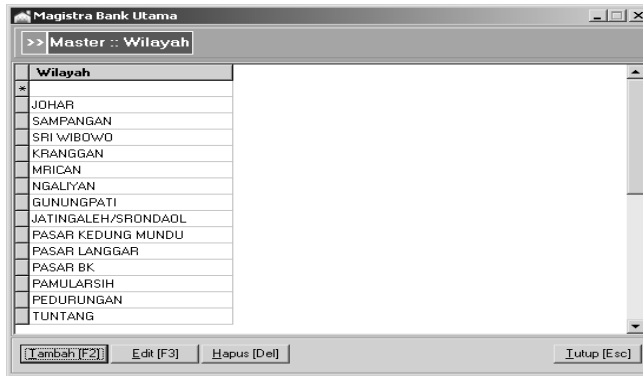 Magistra Bank Utama
>> Master :: Wilayah
Wilayah
*
JOHAR
SAMPANGAN
SRI WIBOWO
KRANGGAN
MRICAN
NGALIYAN
GUNUNGPATI
JATINGALEH/SRONDAOL
PASAR KEDUNG MUNDU
PASAR LANGGAR
PASAR BK
PAMULARSIH
PEDURUNGAN
TUNTANG
Tambah [F2] Edit [F3] Hapus [Del] Tutup [Esc]